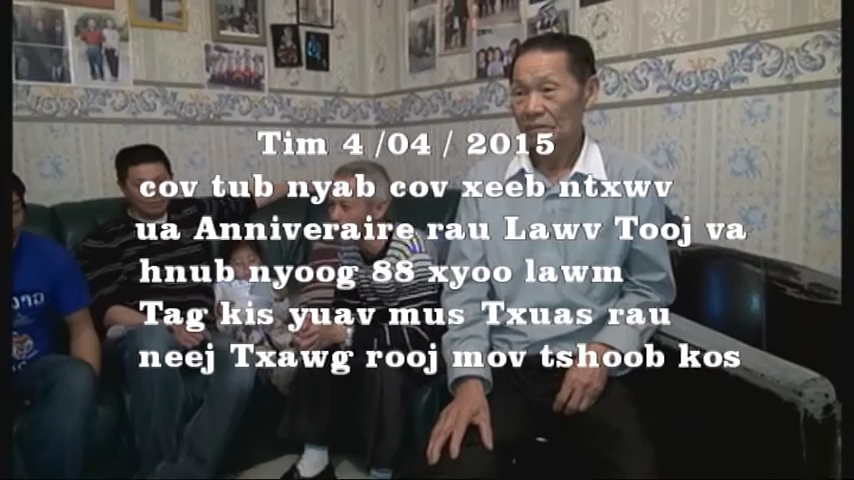 Tim 4 /04 / 2015
cov tub nyab cov xeeb ntxwv
ua Anniveraire rau Lawv Tooj va
hnub nyoog 88 xyoo lawm
Tag kis yuav mus Txuas rau
neej Txawg rooj mov tshoob kos